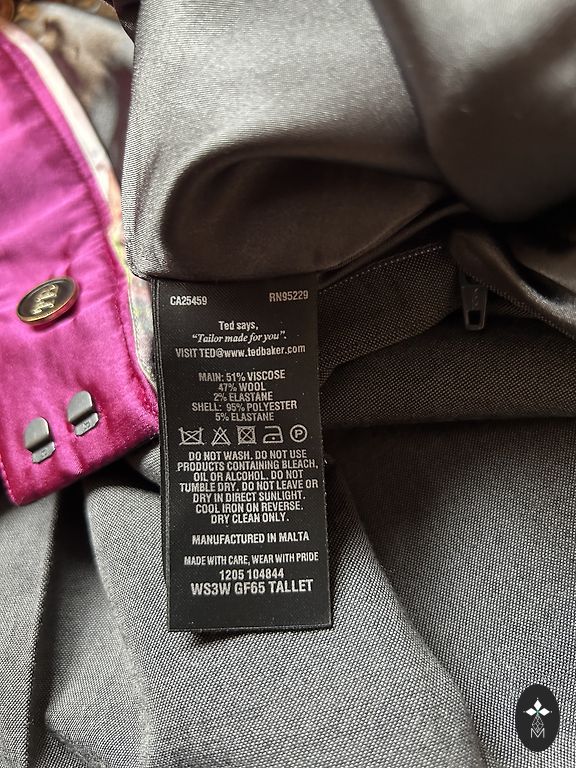 CA25459 RN95229
Ted says,
"Tailor made for you".
VISIT TED@www.tedbaker.com
MAIN: 51% VISCOSE
47% WOOL
2% ELASTANE
SHELL: 95% POLYESTER
5% ELASTANE
P
DO NOT WASH. DO NOT USE
PRODUCTS CONTAINING BLEACH,
OIL OR ALCOHOL. DO NOT
TUMBLE DRY. DO NOT LEAVE OR
DRY IN DIRECT SUNLIGHT.
COOL IRON ON REVERSE.
DRY CLEAN ONLY.
MANUFACTURED IN MALTA
MADE WITH CARE, WEAR WITH PRIDE
1205 104844
WS3W GF65 TALLET
M